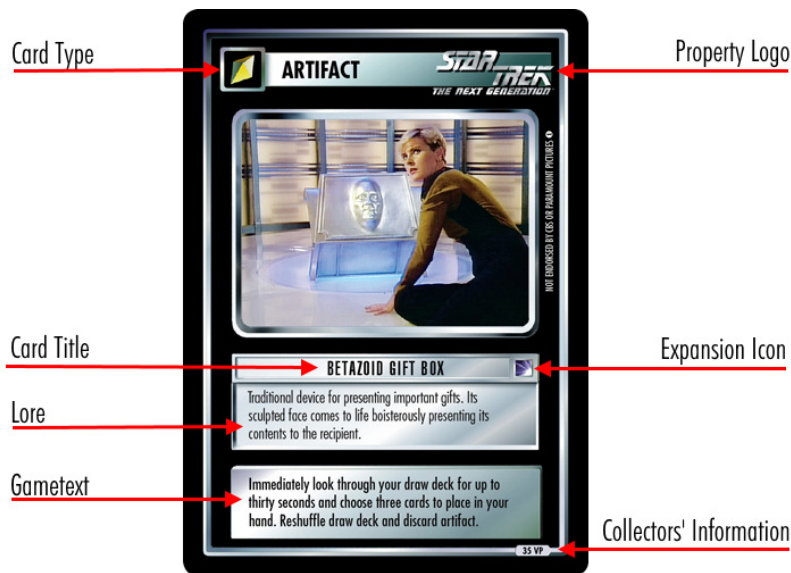 Card Type
ARTIFACT
STAR TREK
THE NEXT GENERATION
Property Logo
NOT ENDORSED BY CBS OR PARAMOUNT PICTURES
Card Title
BETAZOID GIFT BOX
Expansion Icon
Lore
Traditional device for presenting important gifts. Its
sculpted face comes to life boisterously presenting its
contents to the recipient.
Gametext
Immediately look through your draw deck for up to
thirty seconds and choose three cards to place in your
hand. Reshuffle draw deck and discard artifact.
Collectors' Information
35 VP